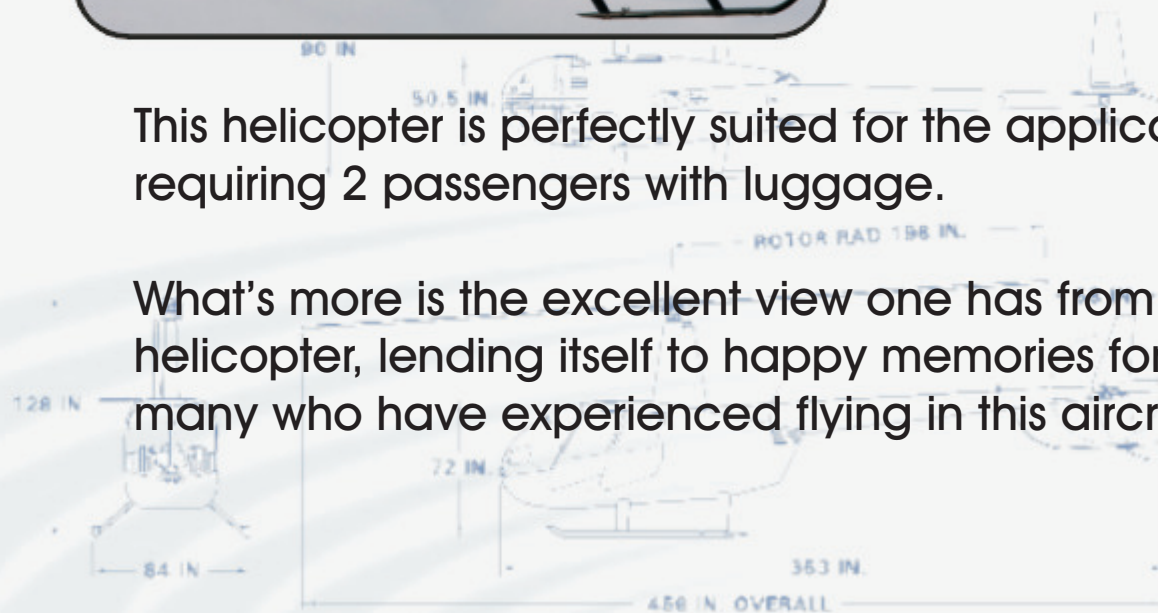 90 IN
50.5 IN.
This helicopter is perfectly suited for the applica
requiring 2 passengers with luggage.
ROTOR RAD 198 IN.
What's more is the excellent view one has from
helicopter, lending itself to happy memories for
128 IN
many who have experienced flying in this aircr
72 IN.
84 IN
353 IN.
456 IN. OVERALL